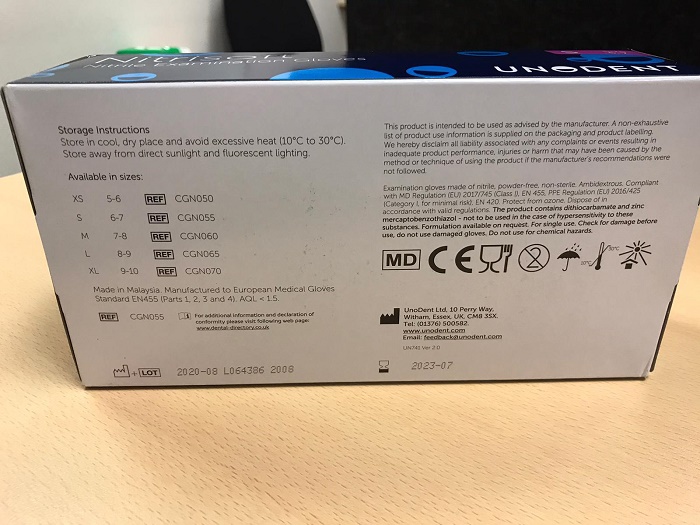 Nitrisoft
Nitrile Examination Gloves
UNODENT
Storage Instructions
Store in cool, dry place and avoid excessive heat (10°C to 30°C).
Store away from direct sunlight and fluorescent lighting.
Available in sizes:
XS 5-6 REF CGN050
S 6-7 REF CGN055
M 7-8 REF CGN060
L 8-9 REF CGN065
XL 9-10 REF CGN070
Made in Malaysia. Manufactured to European Medical Gloves
Standard EN455 (Parts 1, 2, 3 and 4). AQL < 1.5.
REF CGN055
For additional information and declaration of
conformity please visit following web page:
www.dental-directory.co.uk
+ LOT 2020-08 L064386 2008
This product is intended to be used as advised by the manufacturer. A non-exhaustive
list of product use information is supplied on the packaging and product labelling.
We hereby disclaim all liability associated with any complaints or events resulting in
inadequate product performance, injuries or harm that may have been caused by the
method or technique of using the product if the manufacturer's recommendations were
not followed.
Examination gloves made of nitrile, powder-free, non-sterile. Ambidextrous. Compliant
with MD Regulation (EU) 2017/745 (Class I), EN 455, PPE Regulation (EU) 2016/425
(Category I, for minimal risk), EN 420. Protect from ozone. Dispose of in
accordance with valid regulations. The product contains dithiocarbamate and zinc
mercaptobenzothiazol - not to be used in the case of hypersensitivity to these
substances. Formulation available on request. For single use. Check for damage before
use, do not use damaged gloves. Do not use for chemical hazards.
MD CE 2 10°C 30°C
UnoDent Ltd, 10 Perry Way,
Witham, Essex, UK, CM8 3SX.
Tel: (01376) 500582.
www.unodent.com
Email: feedback@unodent.com
UN741 Ver 2.0
2023-07